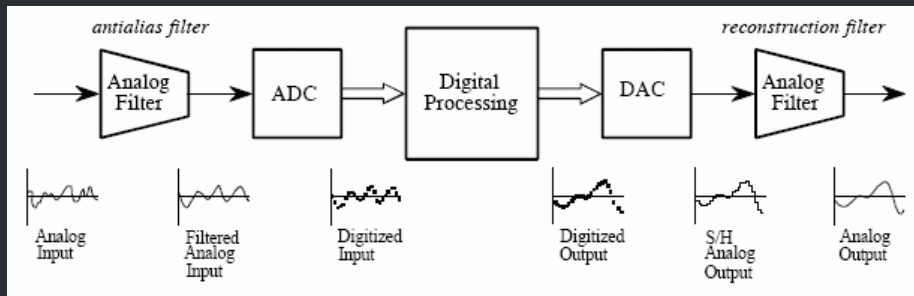 antialias filter
reconstruction filter
Analog
Filter
ADC
Digital
Processing
DAC
Analog
Filter
Analog
Input
Filtered
Analog
Input
Digitized
Input
Digitized
Output
S/H
Analog
Output
Analog
Output